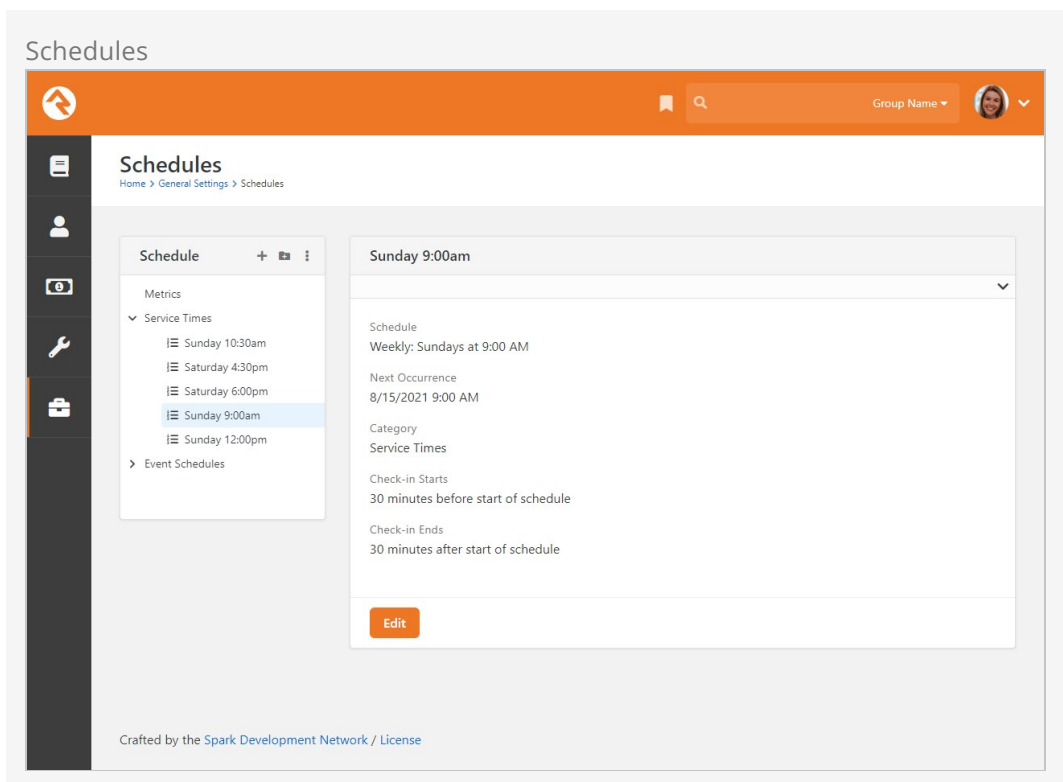 Schedules
Group Name
Schedules
Home > General Settings > Schedules
Schedule
Metrics
Service Times
Sunday 10:30am
Saturday 4:30pm
Saturday 6:00pm
Sunday 9:00am
Sunday 12:00pm
Event Schedules
Sunday 9:00am
Schedule
Weekly: Sundays at 9:00 AM
Next Occurrence
8/15/2021 9:00 AM
Category
Service Times
Check-in Starts
30 minutes before start of schedule
Check-in Ends
30 minutes after start of schedule
Edit
Crafted by the Spark Development Network / License